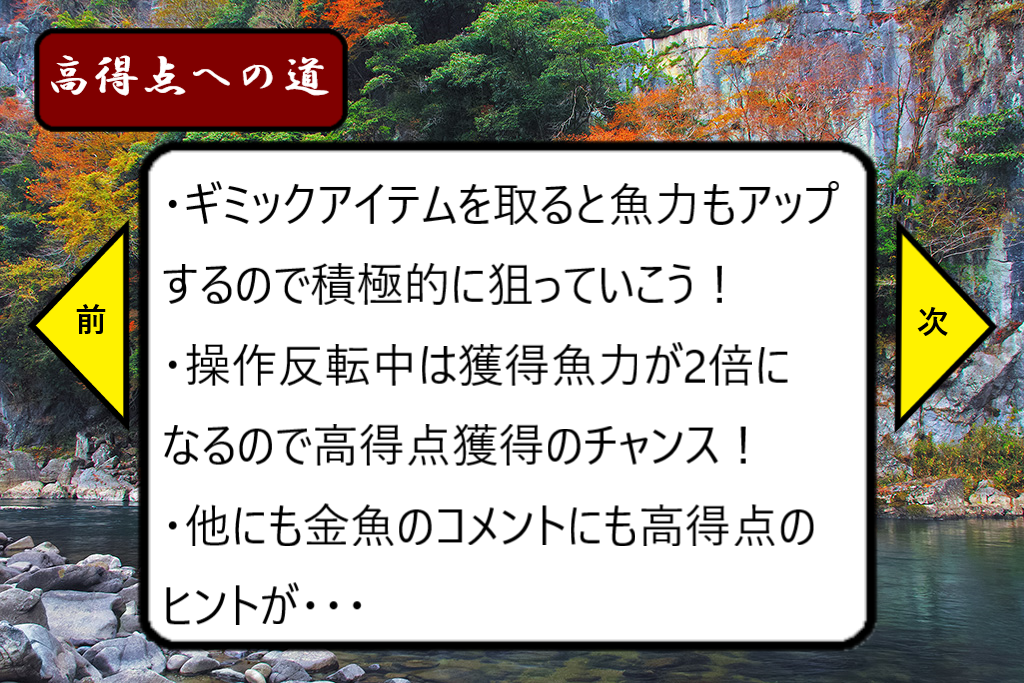 高得点への道
・ギミックアイテムを取ると魚力もアップ
するので積極的に狙っていこう！
前
次
・操作反転中は獲得魚力が2倍に
なるので高得点獲得のチャンス！
・他にも金魚のコメントにも高得点の
ヒントが・・・